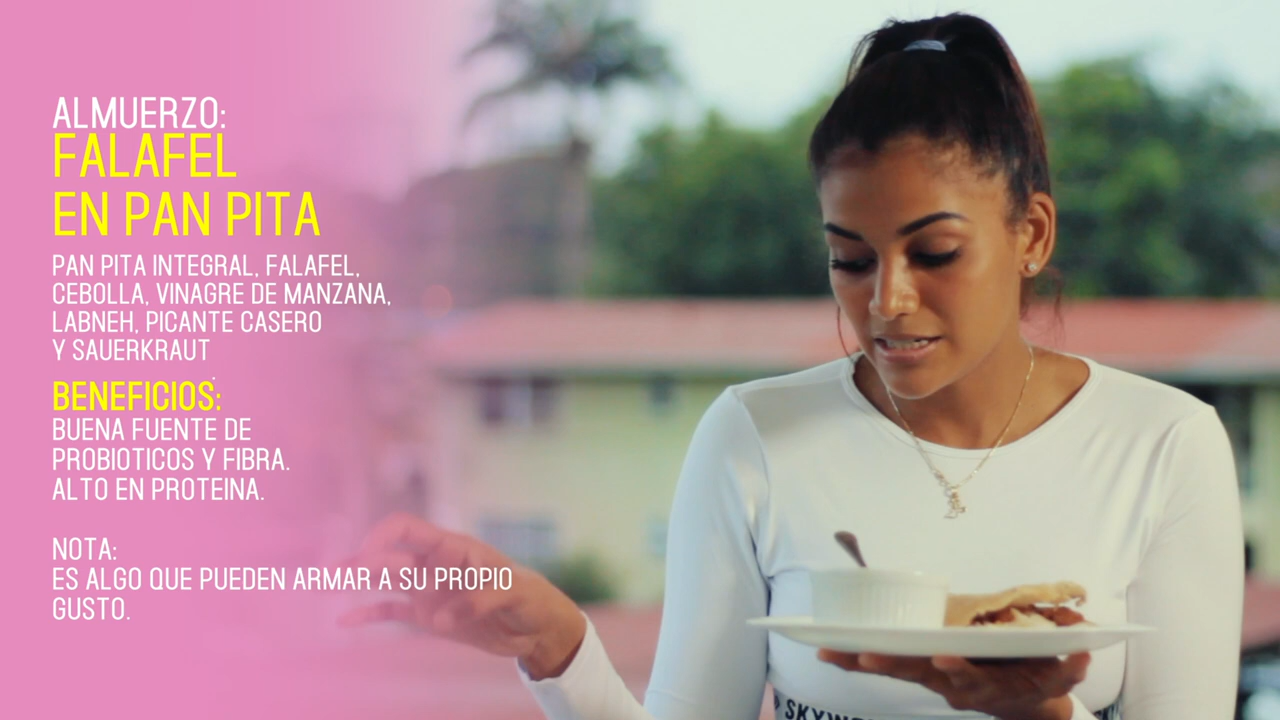 ALMUERZO:
FALAFEL
EN PAN PITA
PAN PITA INTEGRAL, FALAFEL,
CEBOLLA, VINAGRE DE MANZANA,
LABNEH, PICANTE CASERO
Y SAUERKRAUT
BENEFICIOS:
BUENA FUENTE DE
PROBIOTICOS Y FIBRA.
ALTO EN PROTEINA.
NOTA:
ES ALGO QUE PUEDEN ARMAR A SU PROPIO
GUSTO.